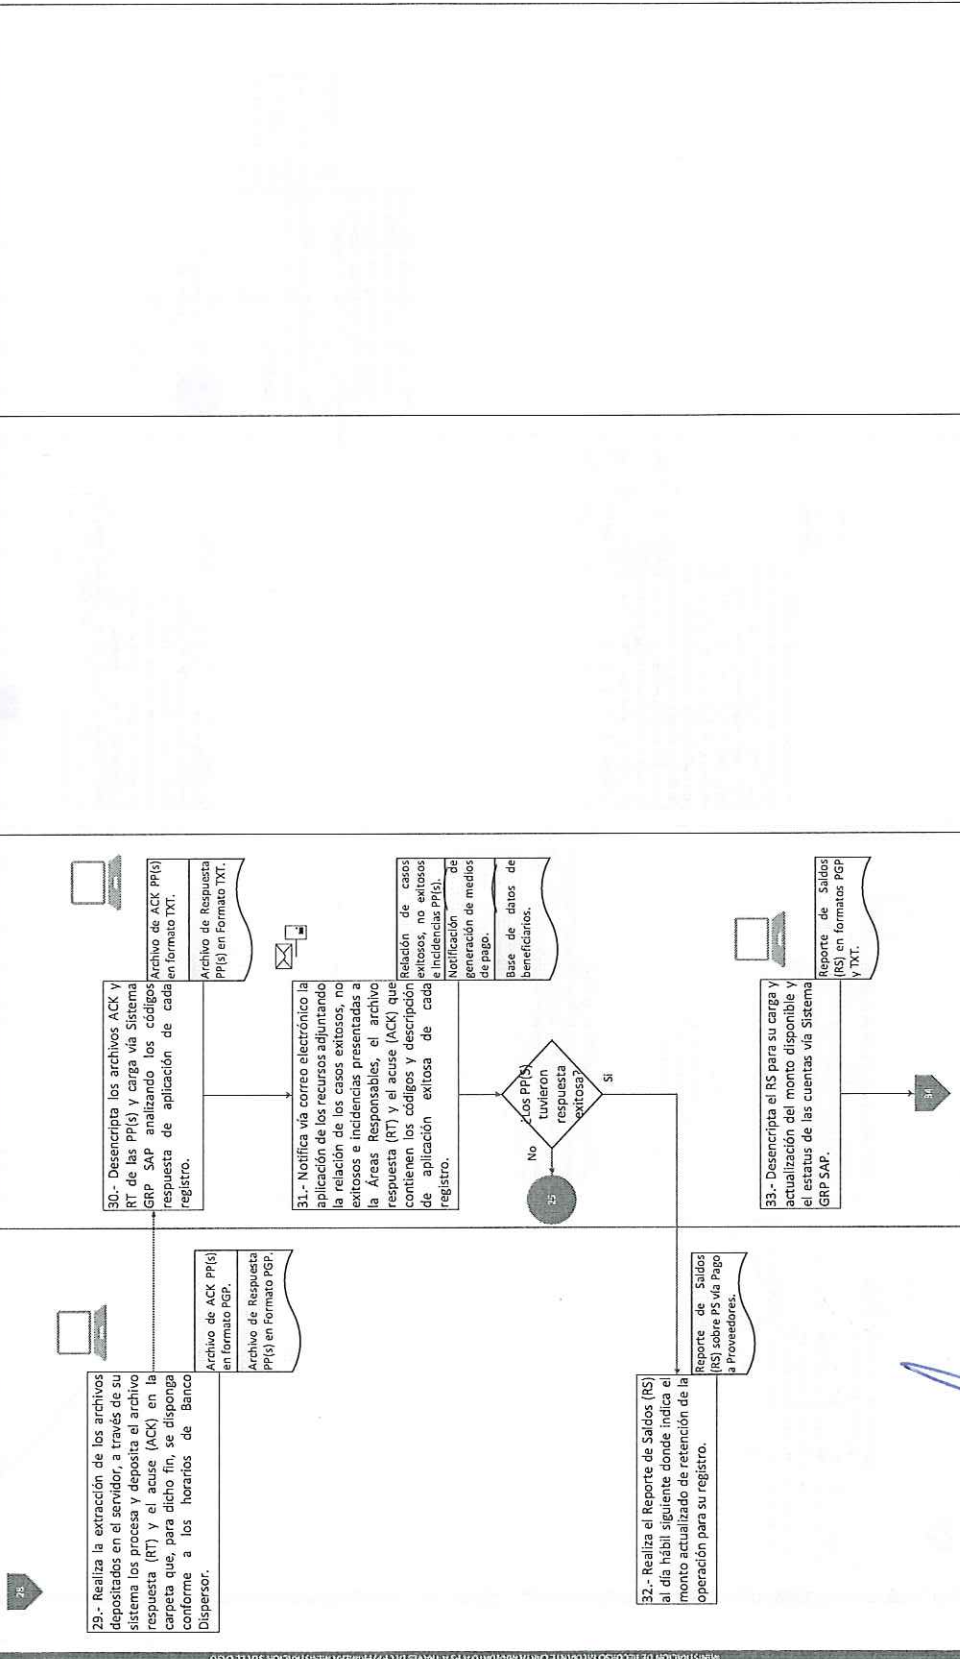 29.- Realiza la extracción de los archivos
depositados en el servidor, a través de su
sistema los procesa y deposita el archivo
respuesta (RT) y el acuse (ACK) en la
carpeta que, para dicho fin, se disponga
conforme a los horarios de Banco
Dispersor.
Archivo de ACK PP(s)
en formato PGP.
Archivo de Respuesta
PP(s) en Formato PGP.
30.- Desencripta los archivos ACK y
RT de las PP(s) y carga vía Sistema
GRP SAP analizando los códigos
respuesta de aplicación de cada
registro.
Archivo de ACK PP(s)
en formato TXT.
Archivo de Respuesta
PP(s) en Formato TXT.
31.- Notifica vía correo electrónico la
aplicación de los recursos adjuntando
la relación de los casos exitosos, no
exitosos e incidencias presentadas a
la Áreas Responsables, el archivo
respuesta (RT) y el acuse (ACK) que
contienen los códigos y descripción
de aplicación exitosa de cada
registro.
Relación de casos
exitosos, no exitosos
e Incidencias PP(s).
Notificación de
generación de medios
de pago.
Base de datos de
beneficiarios.
¿Los PP(S)
tuvieron
respuesta
exitosa?
No
25
Si
32.- Realiza el Reporte de Saldos (RS)
al día hábil siguiente donde indica el
monto actualizado de retención de la
operación para su registro.
Reporte de Saldos
(RS) sobre PS vía Pago
a Proveedores.
33.- Desencripta el RS para su carga y
actualización del monto disponible y
el estatus de las cuentas vía Sistema
GRP SAP.
Reporte de Saldos
(RS) en formatos PGP
y TXT.
34